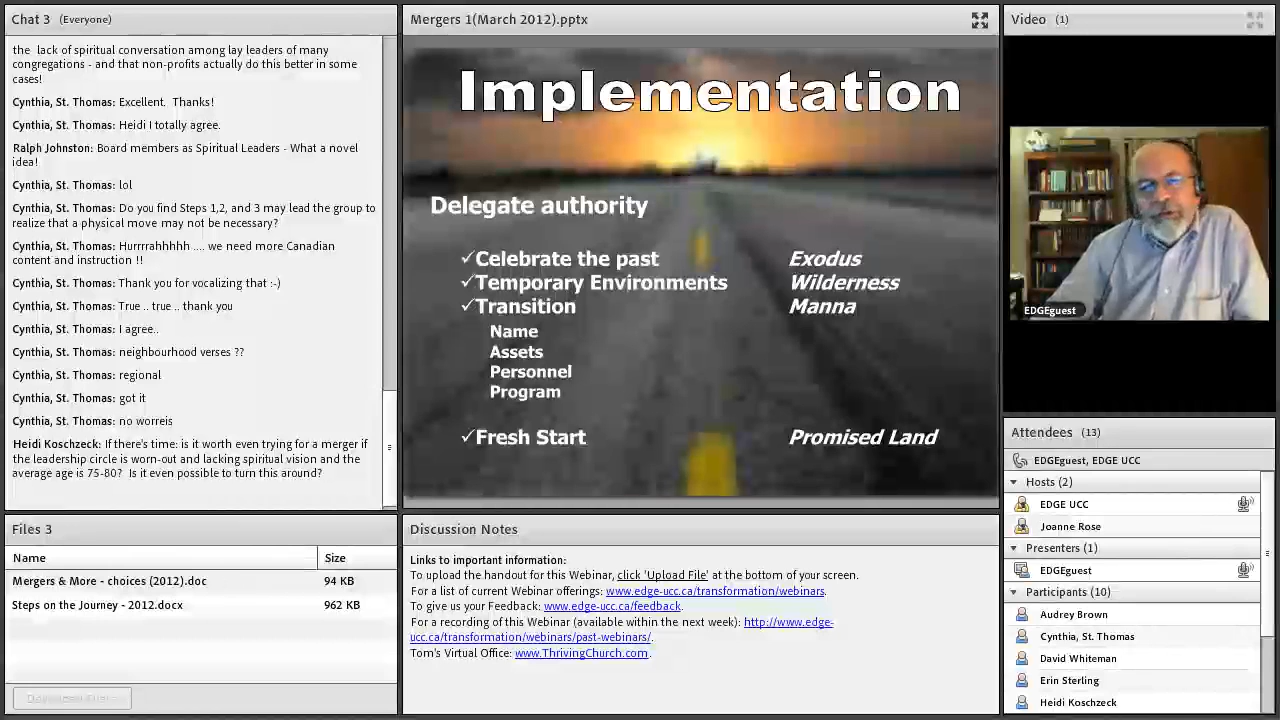 Chat 3 (Everyone)
the lack of spiritual conversation among lay leaders of many
congregations - and that non-profits actually do this better in some
cases!
Cynthia, St. Thomas: Excellent. Thanks!
Cynthia, St. Thomas: Heidi I totally agree.
Ralph Johnston: Board members as Spiritual Leaders - What a novel
idea!
Cynthia, St. Thomas: lol
Cynthia, St. Thomas: Do you find Steps 1,2, and 3 may lead the group to
realize that a physical move may not be necessary?
Cynthia, St. Thomas: Hurrrrahhhhh .... we need more Canadian
content and instruction !!
Cynthia, St. Thomas: Thank you for vocalizing that :-)
Cynthia, St. Thomas: True .. true .. thank you
Cynthia, St. Thomas: I agree..
Cynthia, St. Thomas: neighbourhood verses ??
Cynthia, St. Thomas: regional
Cynthia, St. Thomas: got it
Cynthia, St. Thomas: no worreis
Heidi Koschzeck: If there's time: is it worth even trying for a merger if
the leadership circle is worn-out and lacking spiritual vision and the
average age is 75-80? Is it even possible to turn this around?
Files 3
Name Size
Mergers & More - choices (2012).doc 94 KB
Steps on the Journey - 2012.docx 962 KB
Mergers 1(March 2012).pptx
Implementation
Delegate authority
✓Celebrate the past Exodus
✓Temporary Environments Wilderness
✓Transition Manna
Name
Assets
Personnel
Program
✓Fresh Start Promised Land
Discussion Notes
Links to important information:
To upload the handout for this Webinar, click 'Upload File' at the bottom of your screen.
For a list of current Webinar offerings: www.edge-ucc.ca/transformation/webinars.
To give us your Feedback: www.edge-ucc.ca/feedback.
For a recording of this Webinar (available within the next week): http://www.edge-
ucc.ca/transformation/webinars/past-webinars/.
Tom's Virtual Office: www.ThrivingChurch.com.
Video (1)
EDGEguest
Attendees (13)
EDGEguest, EDGE UCC
Hosts (2)
EDGE UCC
Joanne Rose
Presenters (1)
EDGEguest
Participants (10)
Audrey Brown
Cynthia, St. Thomas
David Whiteman
Erin Sterling
Heidi Koschzeck